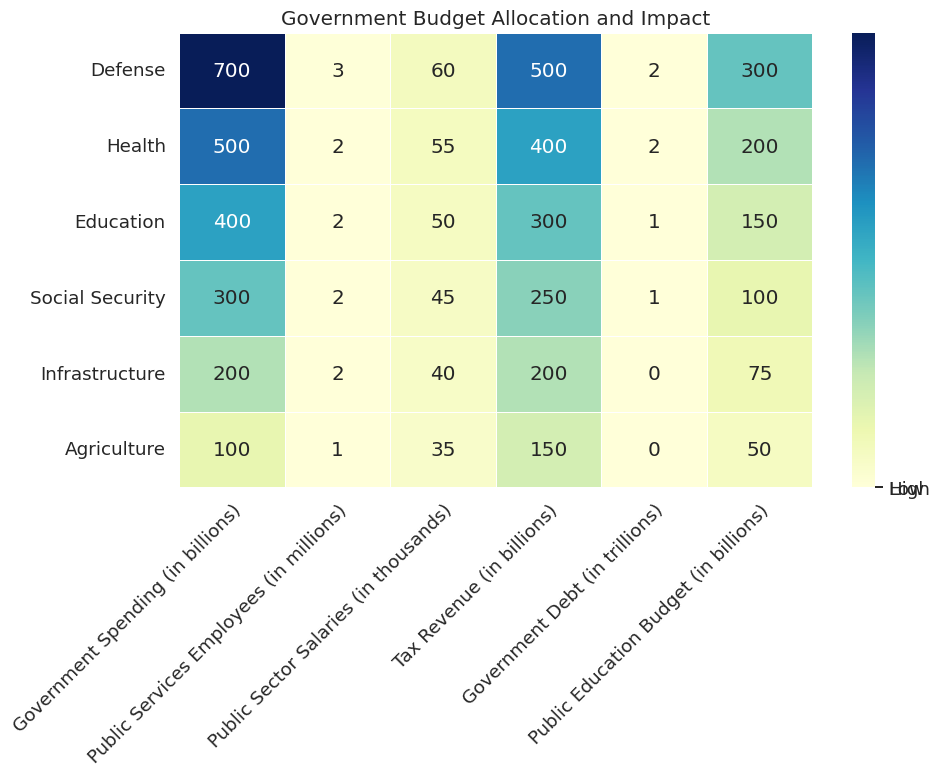 Government Budget Allocation and Impact
Defense 700 3 60 500 2 300
Health 500 2 55 400 2 200
Education 400 2 50 300 1 150
Social Security 300 2 45 250 1 100
Infrastructure 200 2 40 200 0 75
Agriculture 100 1 35 150 0 50
Low
High
Government Spending (in billions)
Public Services Employees (in millions)
Public Sector Salaries (in thousands)
Tax Revenue (in billions)
Government Debt (in trillions)
Public Education Budget (in billions)